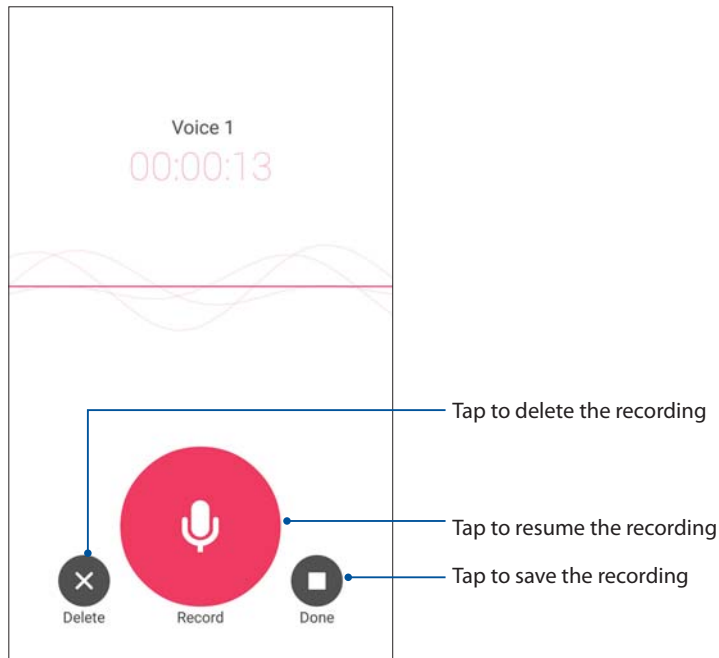 Voice 1
00:00:13
Tap to delete the recording
Tap to resume the recording
Tap to save the recording
Delete
Record
Done